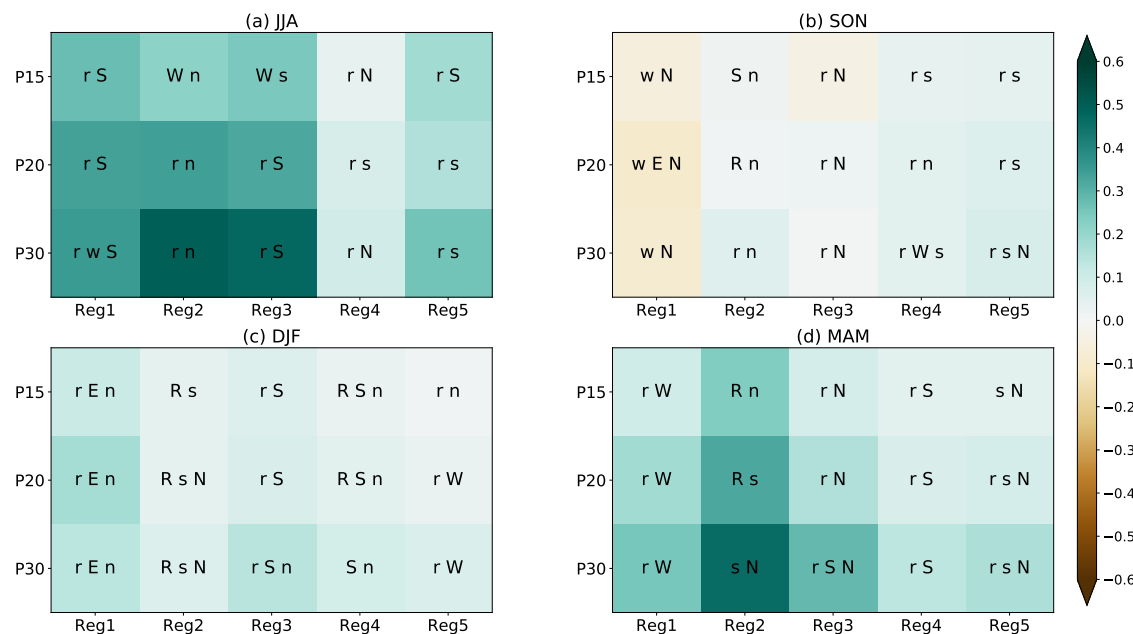 (a) JJA
P15 r S W n W s r N r S
P20 r S r n r S r s r s
P30 r w S r n r S r N r s
Reg1 Reg2 Reg3 Reg4 Reg5
(b) SON
P15 w N S n r N r s r s
P20 w E N R n r N r n r s
P30 w N r n r N r W s r s N
Reg1 Reg2 Reg3 Reg4 Reg5
(c) DJF
P15 r E n R s r S R S n r n
P20 r E n R s N r S R S n r W
P30 r E n R s N r S n S n r W
Reg1 Reg2 Reg3 Reg4 Reg5
(d) MAM
P15 r W R n r N r S s N
P20 r W R s r N r S r s N
P30 r W s N r S N r S r s N
Reg1 Reg2 Reg3 Reg4 Reg5
0.6
0.5
0.4
0.3
0.2
0.1
0.0
−0.1
−0.2
−0.3
−0.4
−0.5
−0.6